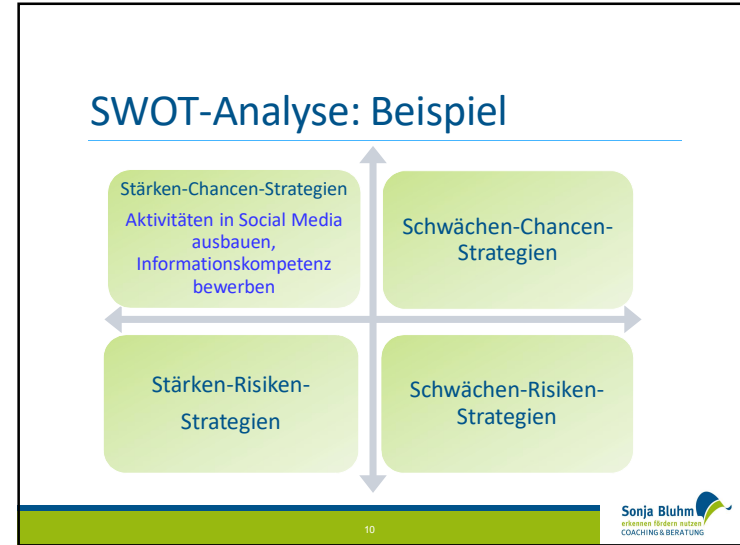 SWOT-Analyse: Beispiel
Stärken-Chancen-Strategien
Aktivitäten in Social Media
ausbauen,
Informationskompetenz
bewerben
Schwächen-Chancen-
Strategien
Stärken-Risiken-
Strategien
Schwächen-Risiken-
Strategien
10
Sonja Bluhm
erkennen fördern nutzen
COACHING & BERATUNG